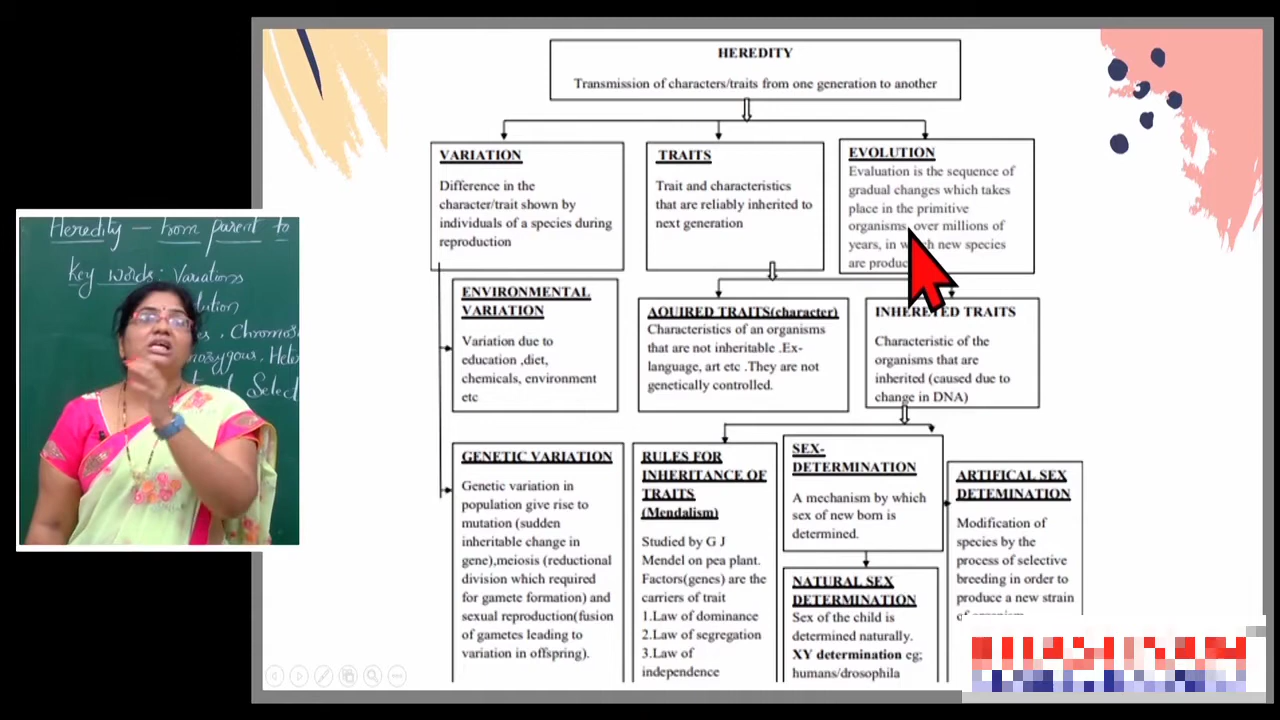 HEREDITY
Transmission of characters/traits from one generation to another
VARIATION
Difference in the
character/trait shown by
individuals of a species during
reproduction
TRAITS
Trait and characteristics
that are reliably inherited to
next generation
EVOLUTION
Evaluation is the sequence of
gradual changes which takes
place in the primitive
organisms, over millions of
years, in which new species
are
ENVIRONMENTAL
VARIATION
Variation due to
education ,diet,
chemicals, environment
etc
AQUIRED TRAITS(character)
Characteristics of an organisms
that are not inheritable .Ex-
language, art etc .They are not
genetically controlled.
INHERETED TRAITS
Characteristic of the
organisms that are
inherited (caused due to
change in DNA)
GENETIC VARIATION
Genetic variation in
population give rise to
mutation (sudden
inheritable change in
gene),meiosis (reductional
division which required
for gamete formation) and
sexual reproduction(fusion
of gametes leading to
variation in offspring).
RULES FOR
INHERITANCE OF
TRAITS
(Mendalism)
Studied by G J
Mendel on pea plant.
Factors(genes) are the
carriers of trait
1.Law of dominance
2.Law of segregation
3.Law of
independence
SEX-
DETERMINATION
A mechanism by which
sex of new born is
determined.
NATURAL SEX
DETERMINATION
Sex of the child is
determined naturally.
XY determination eg;
humans/drosophila
ARTIFICAL SEX
DETEMINATION
Modification of
species by the
process of selective
breeding in order to
produce a new strain
Heredity - from parent to
Key words: Variations
Select